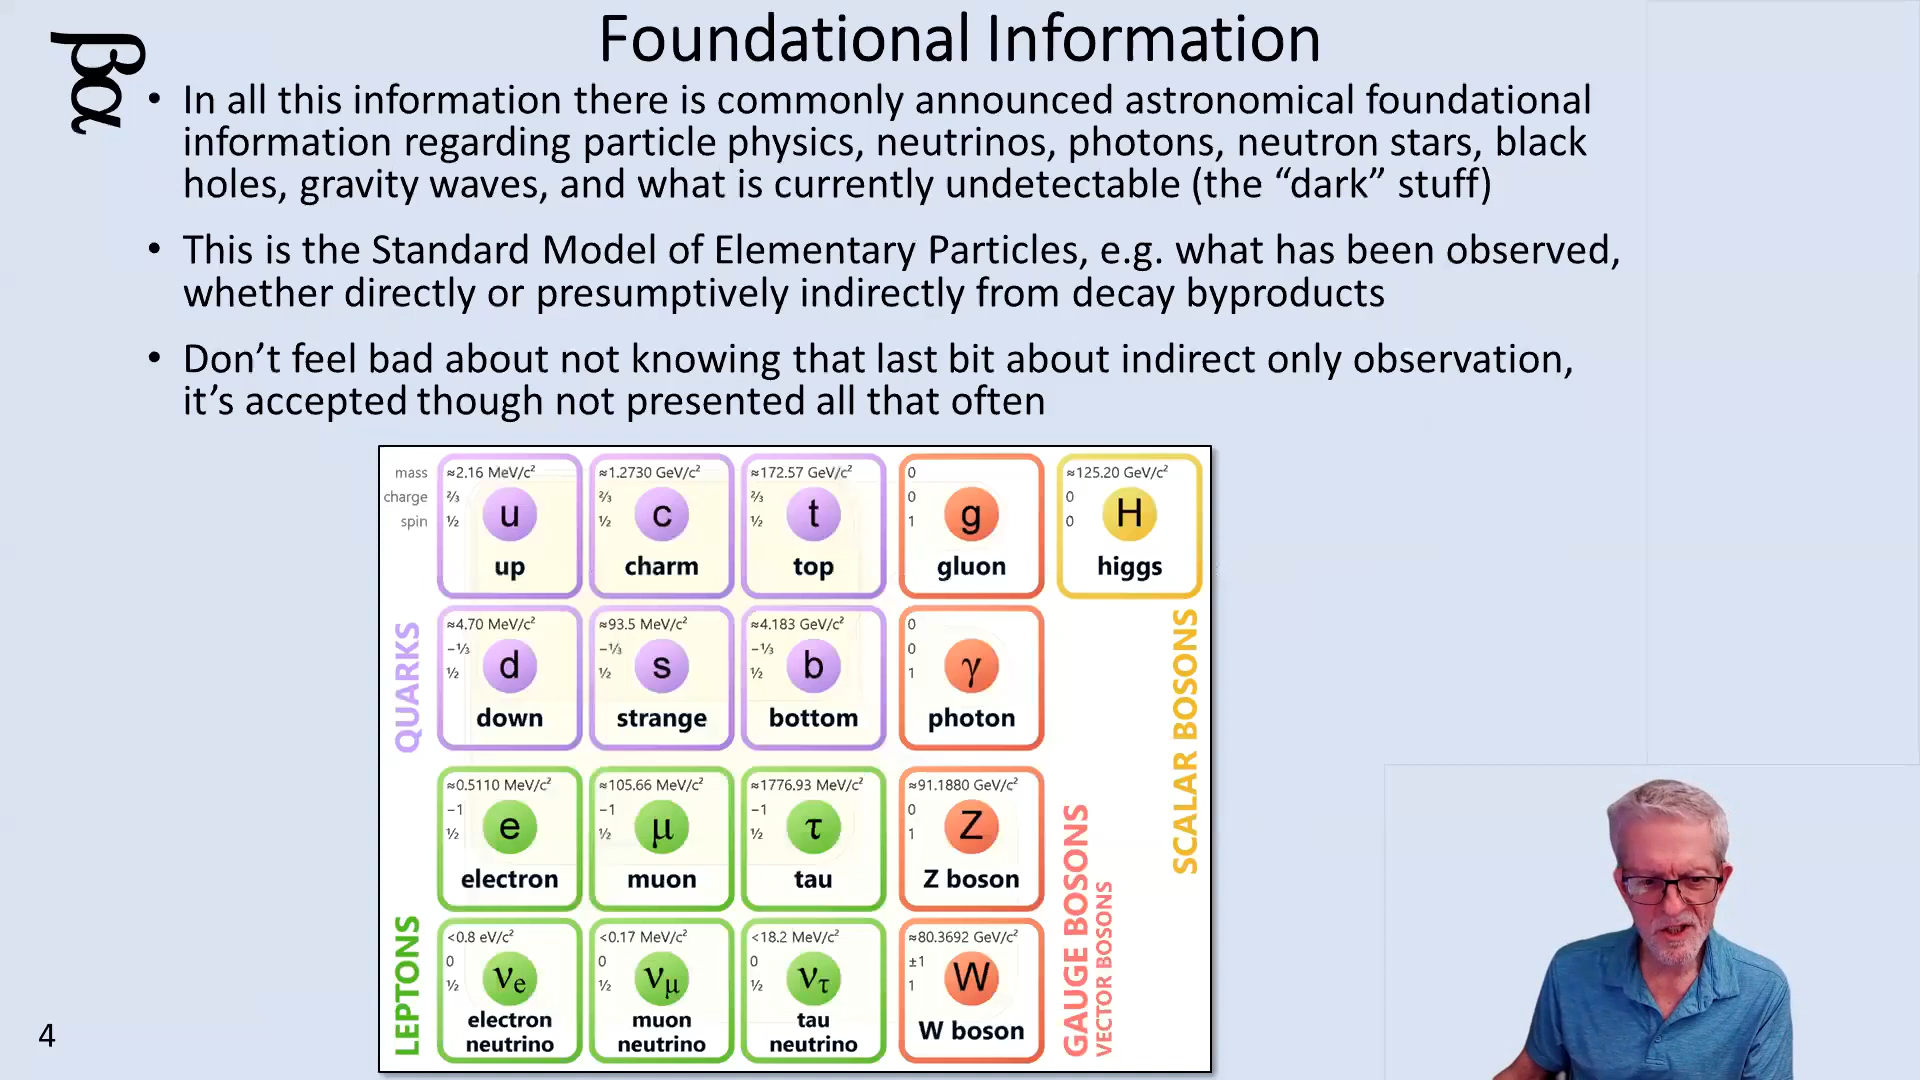 Foundational Information
βα
• In all this information there is commonly announced astronomical foundational
information regarding particle physics, neutrinos, photons, neutron stars, black
holes, gravity waves, and what is currently undetectable (the “dark” stuff)
• This is the Standard Model of Elementary Particles, e.g. what has been observed,
whether directly or presumptively indirectly from decay byproducts
• Don’t feel bad about not knowing that last bit about indirect only observation,
it’s accepted though not presented all that often
mass ≈2.16 MeV/c² ≈1.2730 GeV/c² ≈172.57 GeV/c² 0 ≈125.20 GeV/c²
charge ⅔ ⅔ ⅔ 0 0
spin ½ ½ ½ 1 0
u c t g H
up charm top gluon higgs
QUARKS
≈4.70 MeV/c² ≈93.5 MeV/c² ≈4.183 GeV/c² 0
−⅓ −⅓ −⅓ 0
½ ½ ½ 1
d s b γ
down strange bottom photon
SCALAR BOSONS
≈0.5110 MeV/c² ≈105.66 MeV/c² ≈1776.93 MeV/c² ≈91.1880 GeV/c²
−1 −1 −1 0
½ ½ ½ 1
e μ τ Z
electron muon tau Z boson
LEPTONS
<0.8 eV/c² <0.17 MeV/c² <18.2 MeV/c² ≈80.3692 GeV/c²
0 0 0 ±1
½ ½ ½ 1
νe νμ ντ W
electron muon tau W boson
neutrino neutrino neutrino
GAUGE BOSONS
VECTOR BOSONS
4